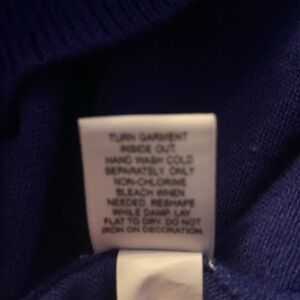 TURN GARMENT
INSIDE OUT.
HAND WASH COLD
SEPARATELY ONLY
NON-CHLORINE
BLEACH WHEN
NEEDED, RESHAPE
WHILE DAMP. LAY
FLAT TO DRY. DO NOT
IRON ON DECORATION.